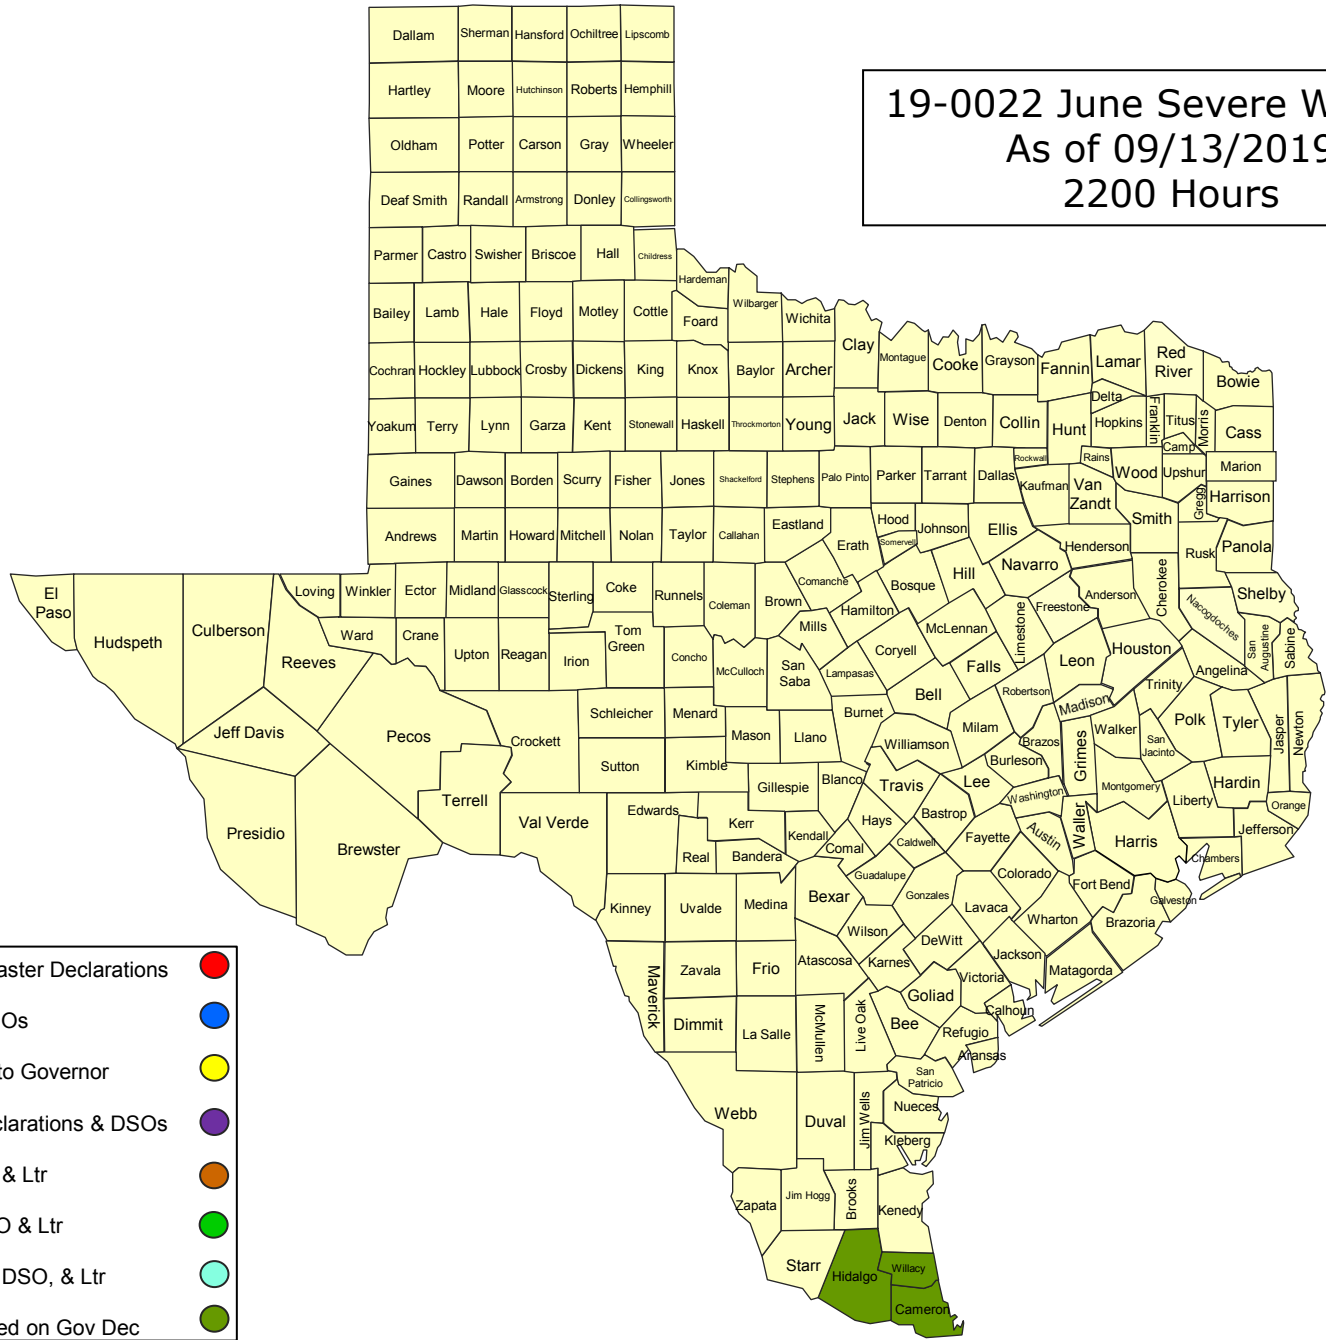 Dallam Sherman Hansford Ochiltree Lipscomb
Hartley Moore Hutchinson Roberts Hemphill
19-0022 June Severe W
As of 09/13/2019
2200 Hours
Oldham Potter Carson Gray Wheeler
Deaf Smith Randall Armstrong Donley Collingsworth
Parmer Castro Swisher Briscoe Hall Childress
Hardeman
Bailey Lamb Hale Floyd Motley Cottle Foard Wilbarger Wichita
Clay Montague Cooke Grayson Fannin Lamar Red
River Bowie
Cochran Hockley Lubbock Crosby Dickens King Knox Baylor Archer
Delta
Yoakum Terry Lynn Garza Kent Stonewall Haskell Throckmorton Young Jack Wise Denton Collin Hunt Hopkins Franklin Titus Morris Cass
Camp
Rockwall Rains
Gaines Dawson Borden Scurry Fisher Jones Shackelford Stephens Palo Pinto Parker Tarrant Dallas Kaufman Van
Zandt Wood Upshur Marion
Gregg Harrison
Andrews Martin Howard Mitchell Nolan Taylor Callahan Eastland Erath Hood Somervell Johnson Ellis Henderson Smith Rusk Panola
El
Paso Hudspeth Culberson Loving Winkler Ector Midland Glasscock Sterling Coke Runnels Coleman Brown Comanche Hamilton Bosque Hill Navarro Freestone Anderson Cherokee Nacogdoches Shelby
Reeves Ward Crane Upton Reagan Irion Tom
Green Concho McCulloch San
Saba Mills Lampasas Coryell McLennan Limestone Falls Leon Houston Angelina San
Augustine Sabine
Jeff Davis Pecos Crockett Schleicher Menard Mason Llano Burnet Bell Milam Robertson Madison Trinity Polk Tyler Jasper Newton
Sutton Kimble Gillespie Blanco Williamson Burleson Brazos Grimes Walker San
Jacinto
Presidio Brewster Terrell Val Verde Edwards Kerr Kendall Travis Lee Washington Montgomery Liberty Hardin Orange
Real Bandera Comal Hays Caldwell Bastrop Fayette Austin Waller Harris Jefferson
Chambers
Kinney Uvalde Medina Bexar Guadalupe Gonzales Lavaca Colorado Fort Bend Galveston
Wilson Wharton Brazoria
Maverick Zavala Frio Atascosa Karnes DeWitt Jackson Matagorda
Victoria
Dimmit La Salle McMullen Live Oak Bee Goliad Calhoun
Refugio
Aransas
San
Patricio
Webb Duval Jim Wells Nueces
Kleberg
Zapata Jim Hogg Brooks Kenedy
Starr Hidalgo Willacy
Cameron
aster Declarations
Os
to Governor
clarations & DSOs
& Ltr
O & Ltr
DSO, & Ltr
ed on Gov Dec